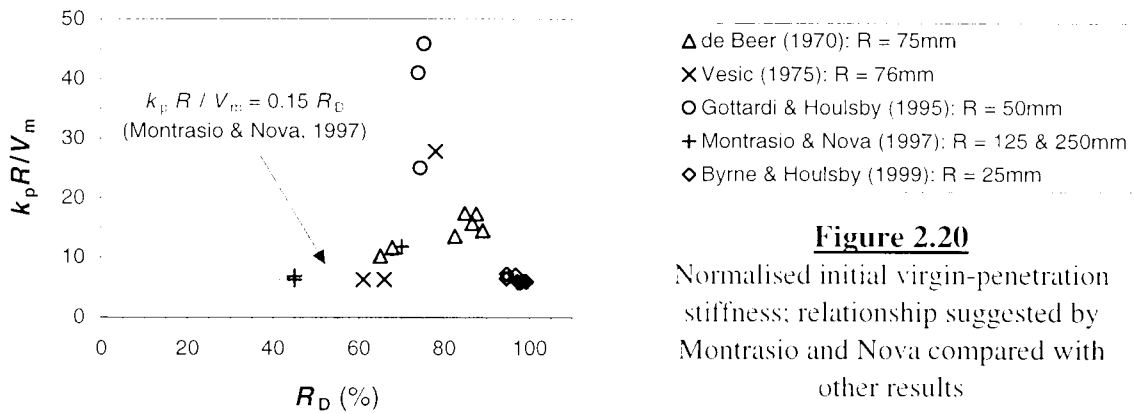 50
40
30
20
10
0
k_p R/V_m
k_p R / V_m = 0.15 R_D
(Montrasio & Nova, 1997)
0 20 40 60 80 100
R_D (%)
Δ de Beer (1970): R = 75mm
× Vesic (1975): R = 76mm
○ Gottardi & Houlsby (1995): R = 50mm
+ Montrasio & Nova (1997): R = 125 & 250mm
◇ Byrne & Houlsby (1999): R = 25mm
Figure 2.20
Normalised initial virgin-penetration
stiffness; relationship suggested by
Montrasio and Nova compared with
other results